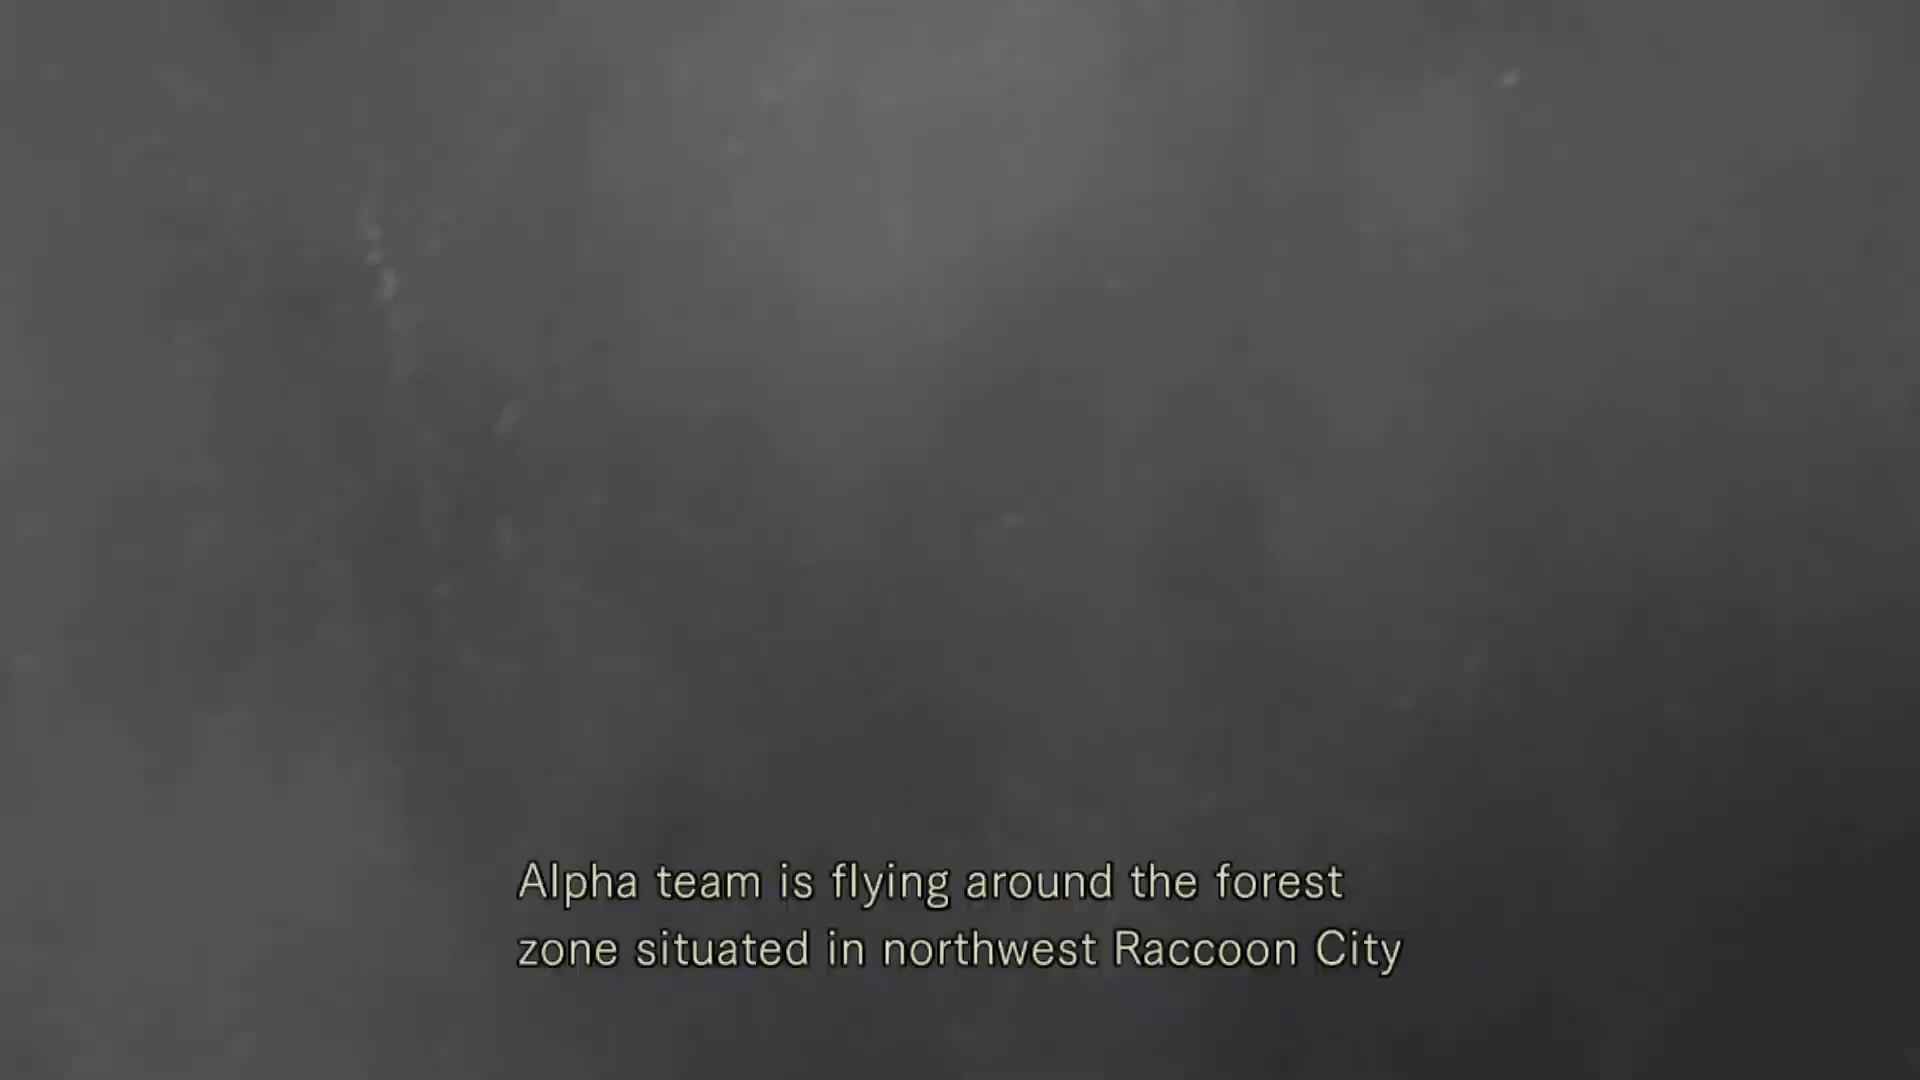 Alpha team is flying around the forest
zone situated in northwest Raccoon City